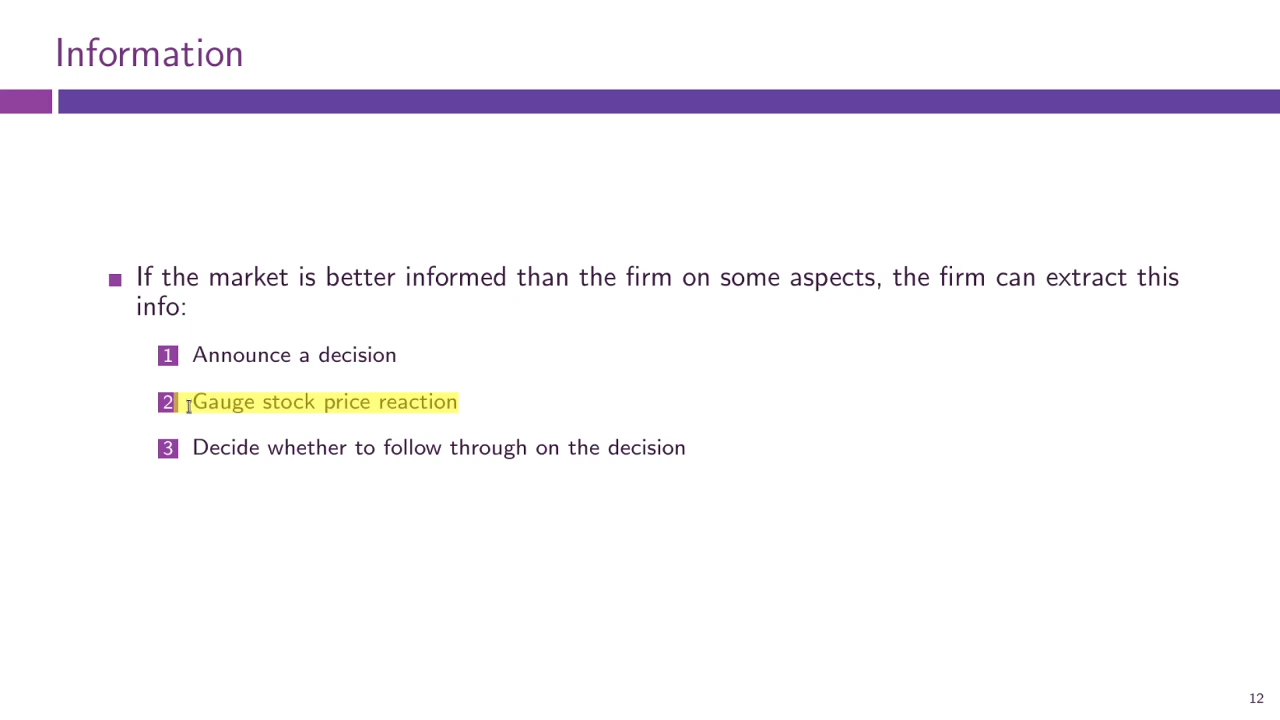 Information
If the market is better informed than the firm on some aspects, the firm can extract this
info:
1 Announce a decision
2 Gauge stock price reaction
3 Decide whether to follow through on the decision
12